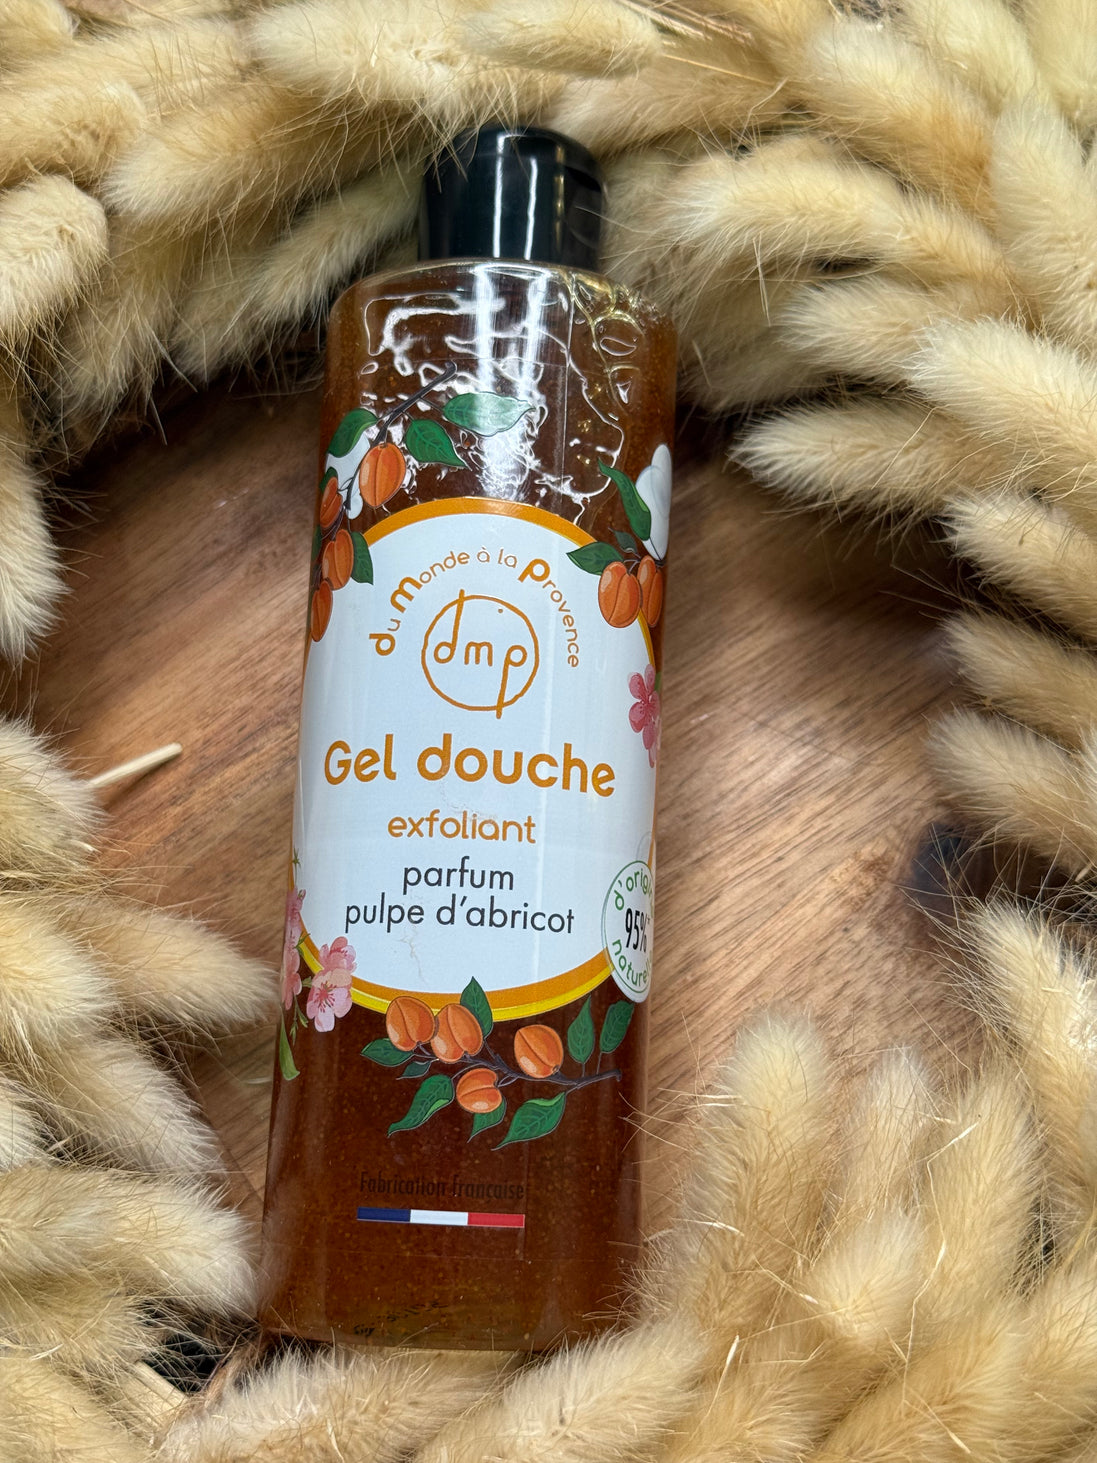 du Monde à la Provence
dmp
Gel douche
exfoliant
parfum
pulpe d'abricot
95%
Fabrication française